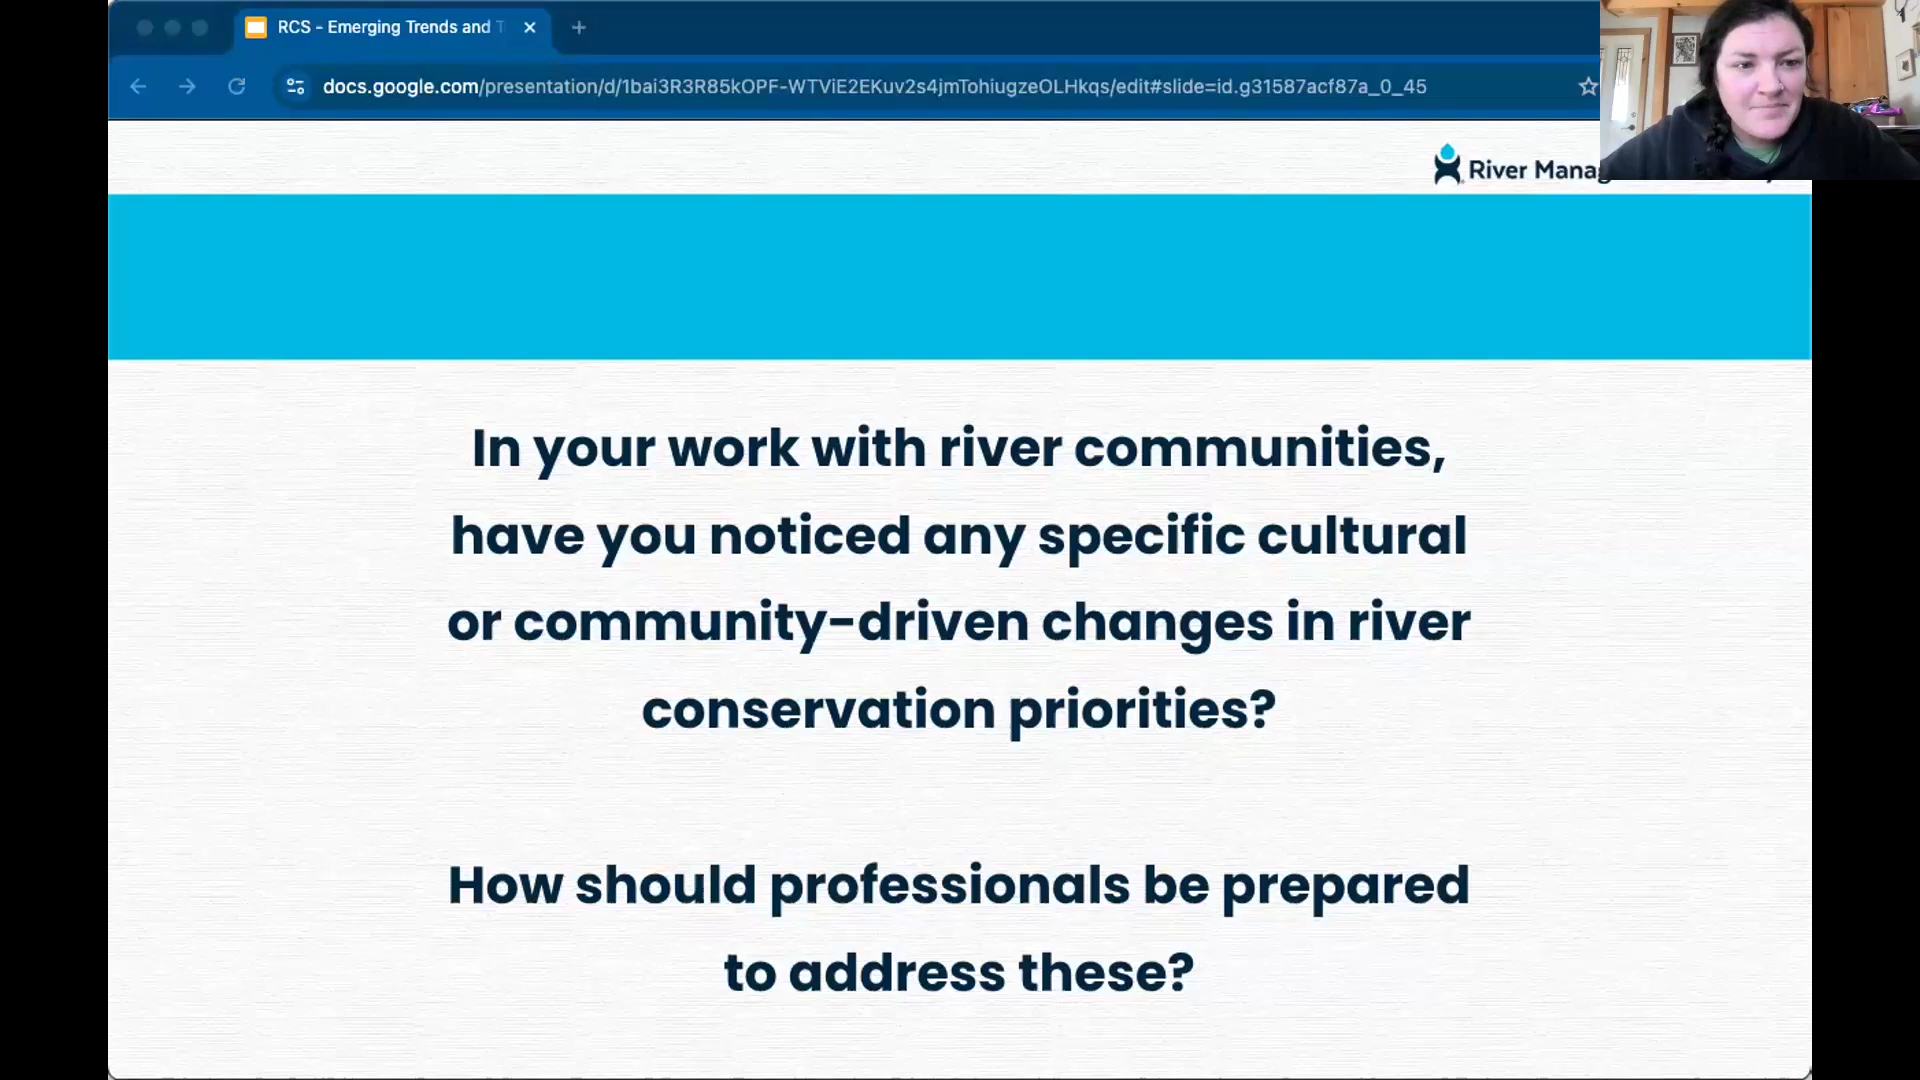 RCS - Emerging Trends and T
docs.google.com/presentation/d/1bai3R3R85kOPF-WTViE2EKuv2s4jmTohiugzeOLHkqs/edit#slide=id.g31587acf87a_0_45
River Manag
In your work with river communities,
have you noticed any specific cultural
or community-driven changes in river
conservation priorities?
How should professionals be prepared
to address these?